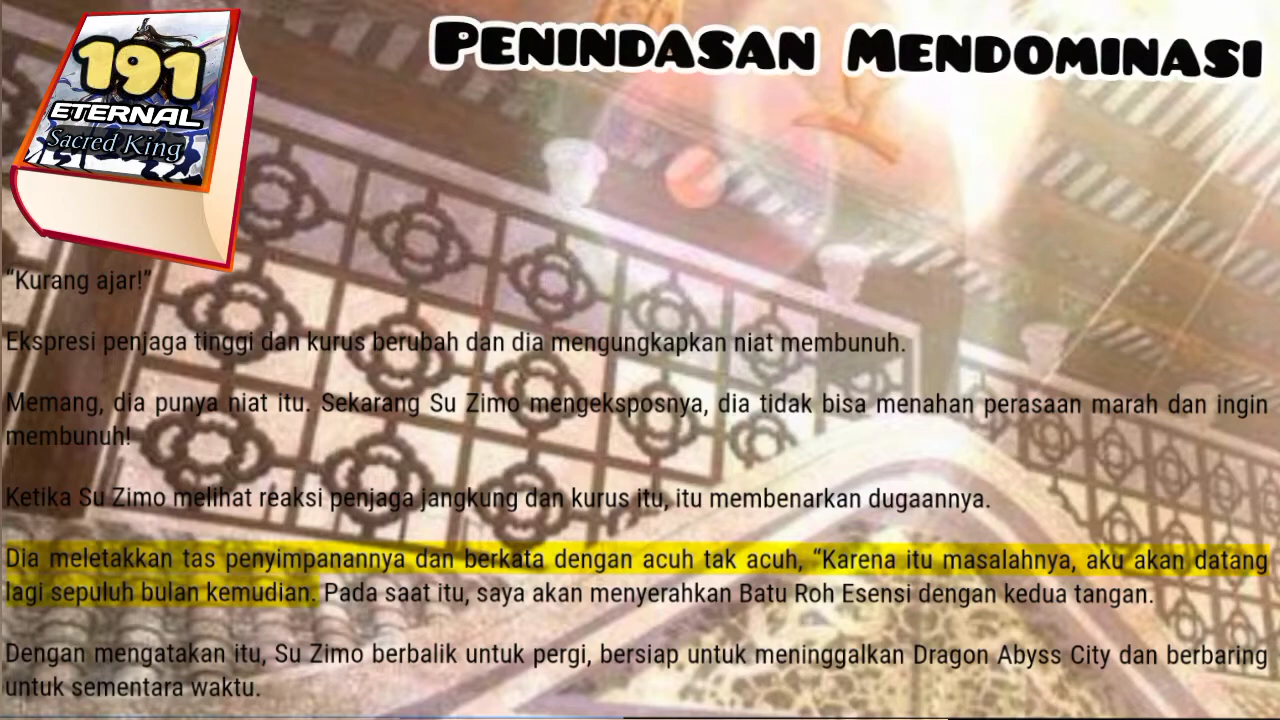 PENINDASAN MENDOMINASI
191
ETERNAL
Sacred King
“Kurang ajar!”
Ekspresi penjaga tinggi dan kurus berubah dan dia mengungkapkan niat membunuh.
Memang, dia punya niat itu. Sekarang Su Zimo mengeksposnya, dia tidak bisa menahan perasaan marah dan ingin
membunuh!
Ketika Su Zimo melihat reaksi penjaga jangkung dan kurus itu, itu membenarkan dugaannya.
Dia meletakkan tas penyimpanannya dan berkata dengan acuh tak acuh, “Karena itu masalahnya, aku akan datang
lagi sepuluh bulan kemudian. Pada saat itu, saya akan menyerahkan Batu Roh Esensi dengan kedua tangan.
Dengan mengatakan itu, Su Zimo berbalik untuk pergi, bersiap untuk meninggalkan Dragon Abyss City dan berbaring
untuk sementara waktu.